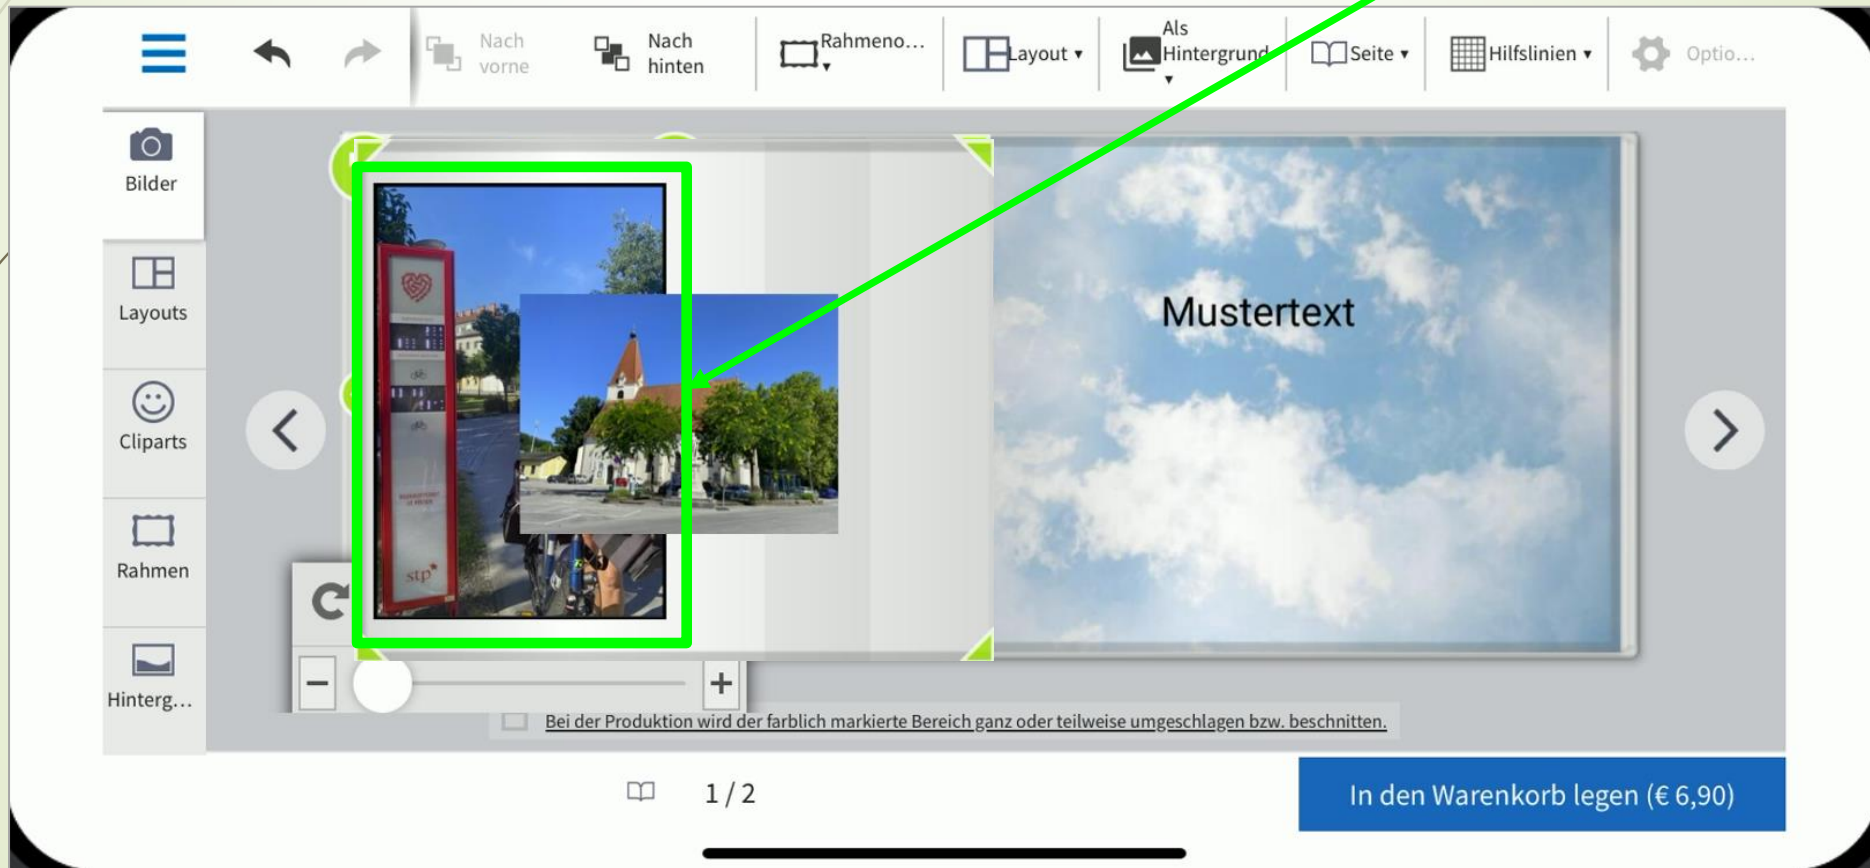 Nach
vorne
Nach
hinten
Rahmeno...
Layout
Als
Hintergrund
Seite
Hilfslinien
Optio...
Bilder
Layouts
Cliparts
Rahmen
Hinterg...
stp*
Mustertext
Bei der Produktion wird der farblich markierte Bereich ganz oder teilweise umgeschlagen bzw. beschnitten.
1 / 2
In den Warenkorb legen (€ 6,90)